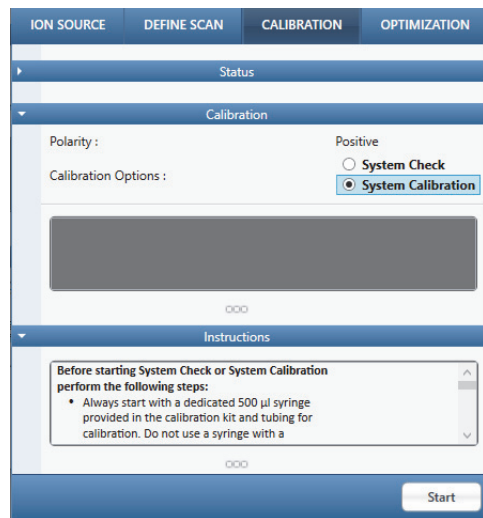 ION SOURCE DEFINE SCAN CALIBRATION OPTIMIZATION
Status
Calibration
Polarity : Positive
Calibration Options : System Check
System Calibration
Instructions
Before starting System Check or System Calibration
perform the following steps:
• Always start with a dedicated 500 µl syringe
provided in the calibration kit and tubing for
calibration. Do not use a syringe with a
Start